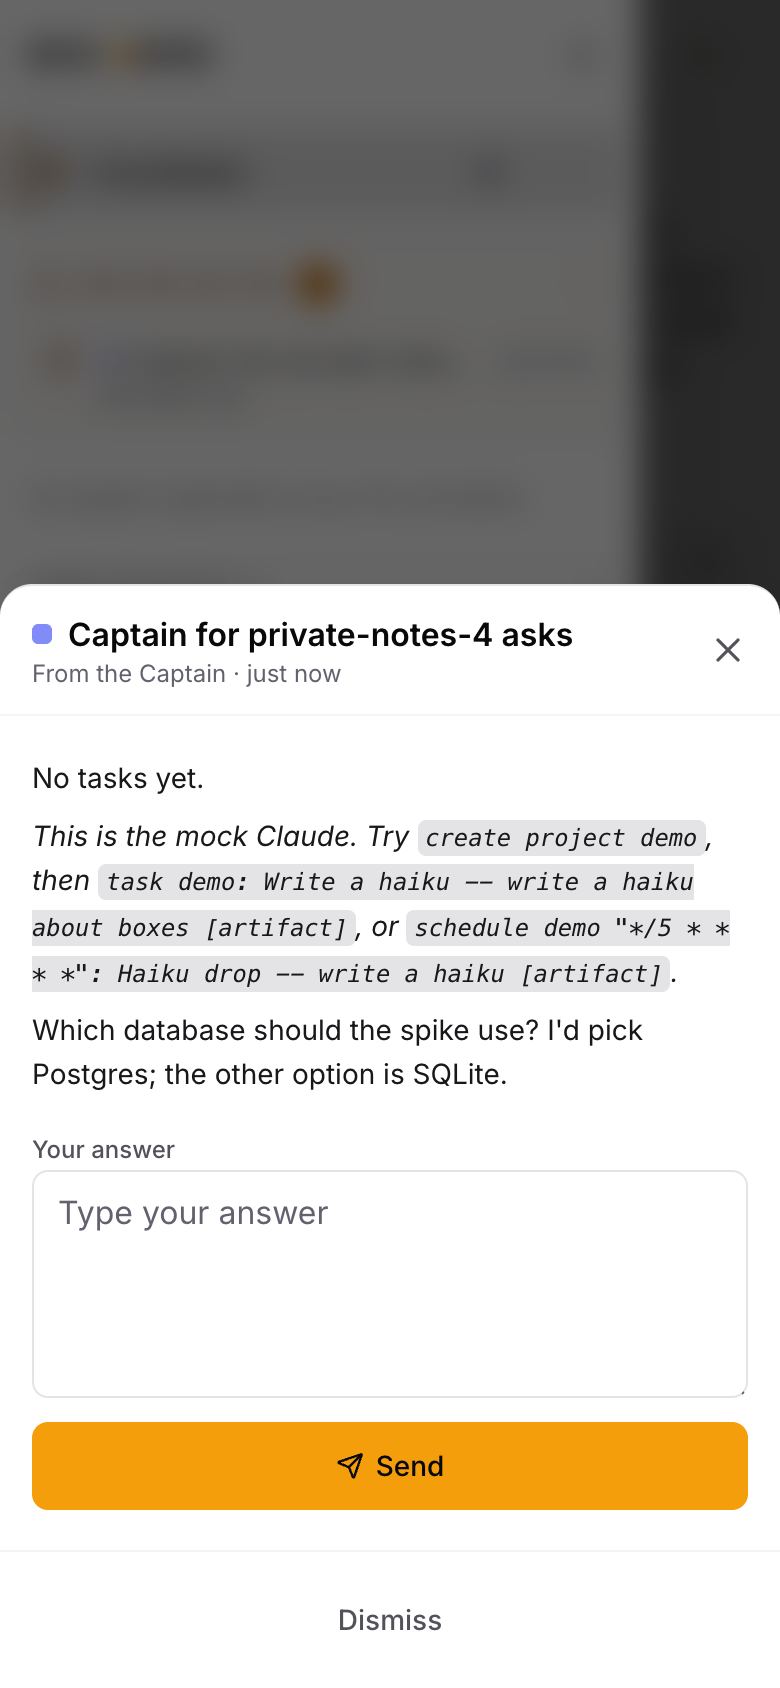 Captain for private-notes-4 asks
From the Captain · just now
No tasks yet.
This is the mock Claude. Try create project demo,
then task demo: Write a haiku -- write a haiku
about boxes [artifact], or schedule demo "*/5 * *
* *": Haiku drop -- write a haiku [artifact].
Which database should the spike use? I'd pick
Postgres; the other option is SQLite.
Your answer
Type your answer
Send
Dismiss